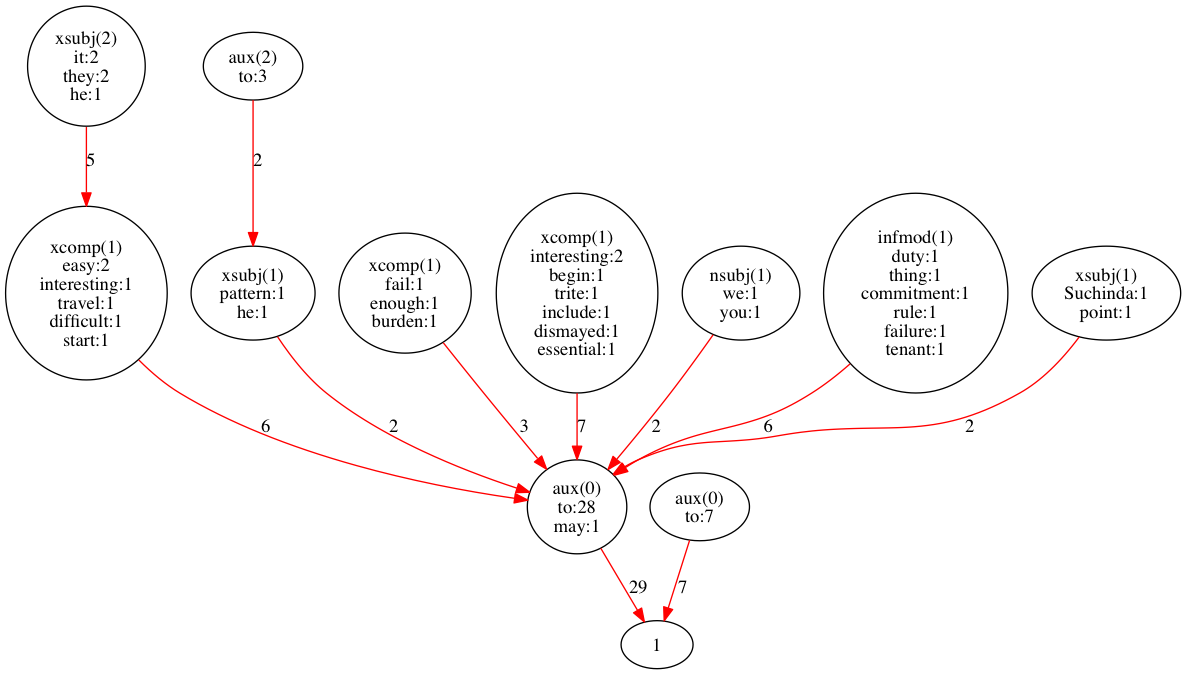 xsubj(2)
it:2
they:2
he:1
aux(2)
to:3
5
2
xcomp(1)
easy:2
interesting:1
travel:1
difficult:1
start:1
xsubj(1)
pattern:1
he:1
xcomp(1)
fail:1
enough:1
burden:1
xcomp(1)
interesting:2
begin:1
trite:1
include:1
dismayed:1
essential:1
nsubj(1)
we:1
you:1
infmod(1)
duty:1
thing:1
commitment:1
rule:1
failure:1
tenant:1
xsubj(1)
Suchinda:1
point:1
6
2
3
7
2
6
2
aux(0)
to:28
may:1
aux(0)
to:7
29
7
1